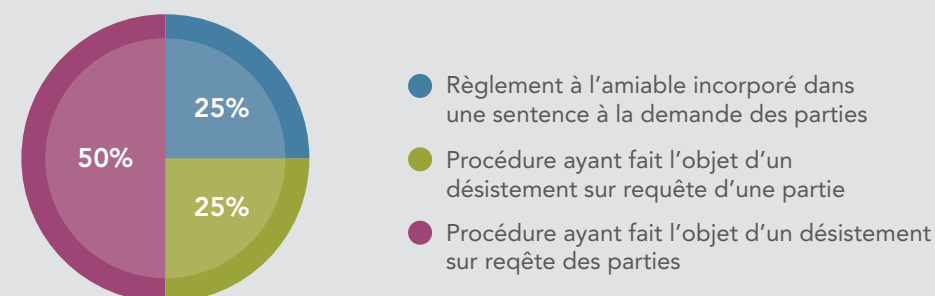 25%
50%
25%
Règlement à l’amiable incorporé dans
une sentence à la demande des parties
Procédure ayant fait l’objet d’un
désistement sur requête d’une partie
Procédure ayant fait l’objet d’un désistement
sur reqête des parties